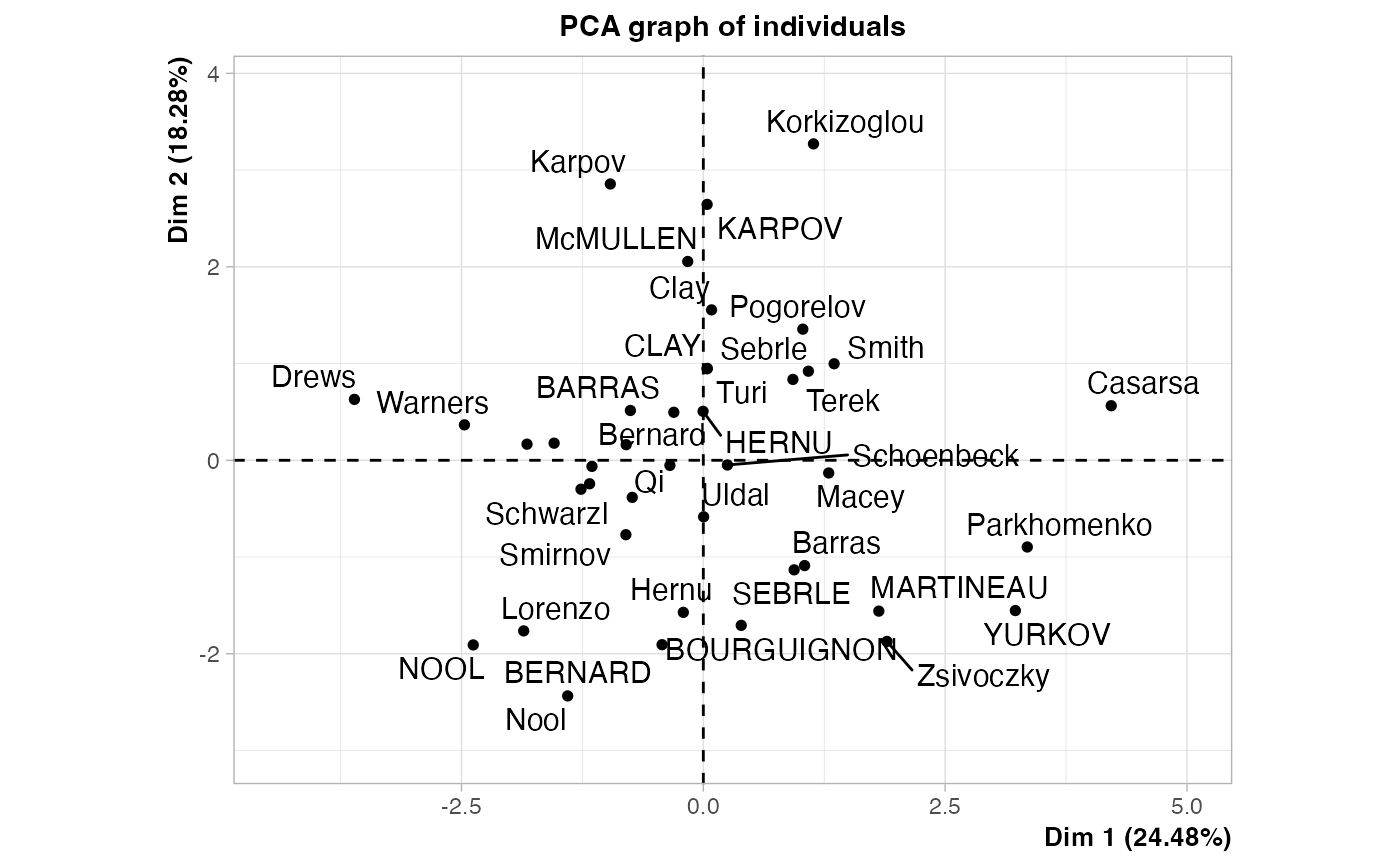 PCA graph of individuals
Dim 2 (18.28%)
4
Korkizoglou
Karpov
KARPOV
McMULLEN
2
Clay
Pogorelov
CLAY
Sebrle
Smith
Drews
Casarsa
BARRAS
Turi
Warners
Terek
Bernard
HERNU
Schoenbeck
0
Qi
Uldal
Macey
Schwarzl
Parkhomenko
Barras
Smirnov
Hernu
SEBRLE
MARTINEAU
Lorenzo
YURKOV
BOURGUIGNON
-2
NOOL
BERNARD
Zsivoczky
Nool
-2.5
0.0
2.5
5.0
Dim 1 (24.48%)